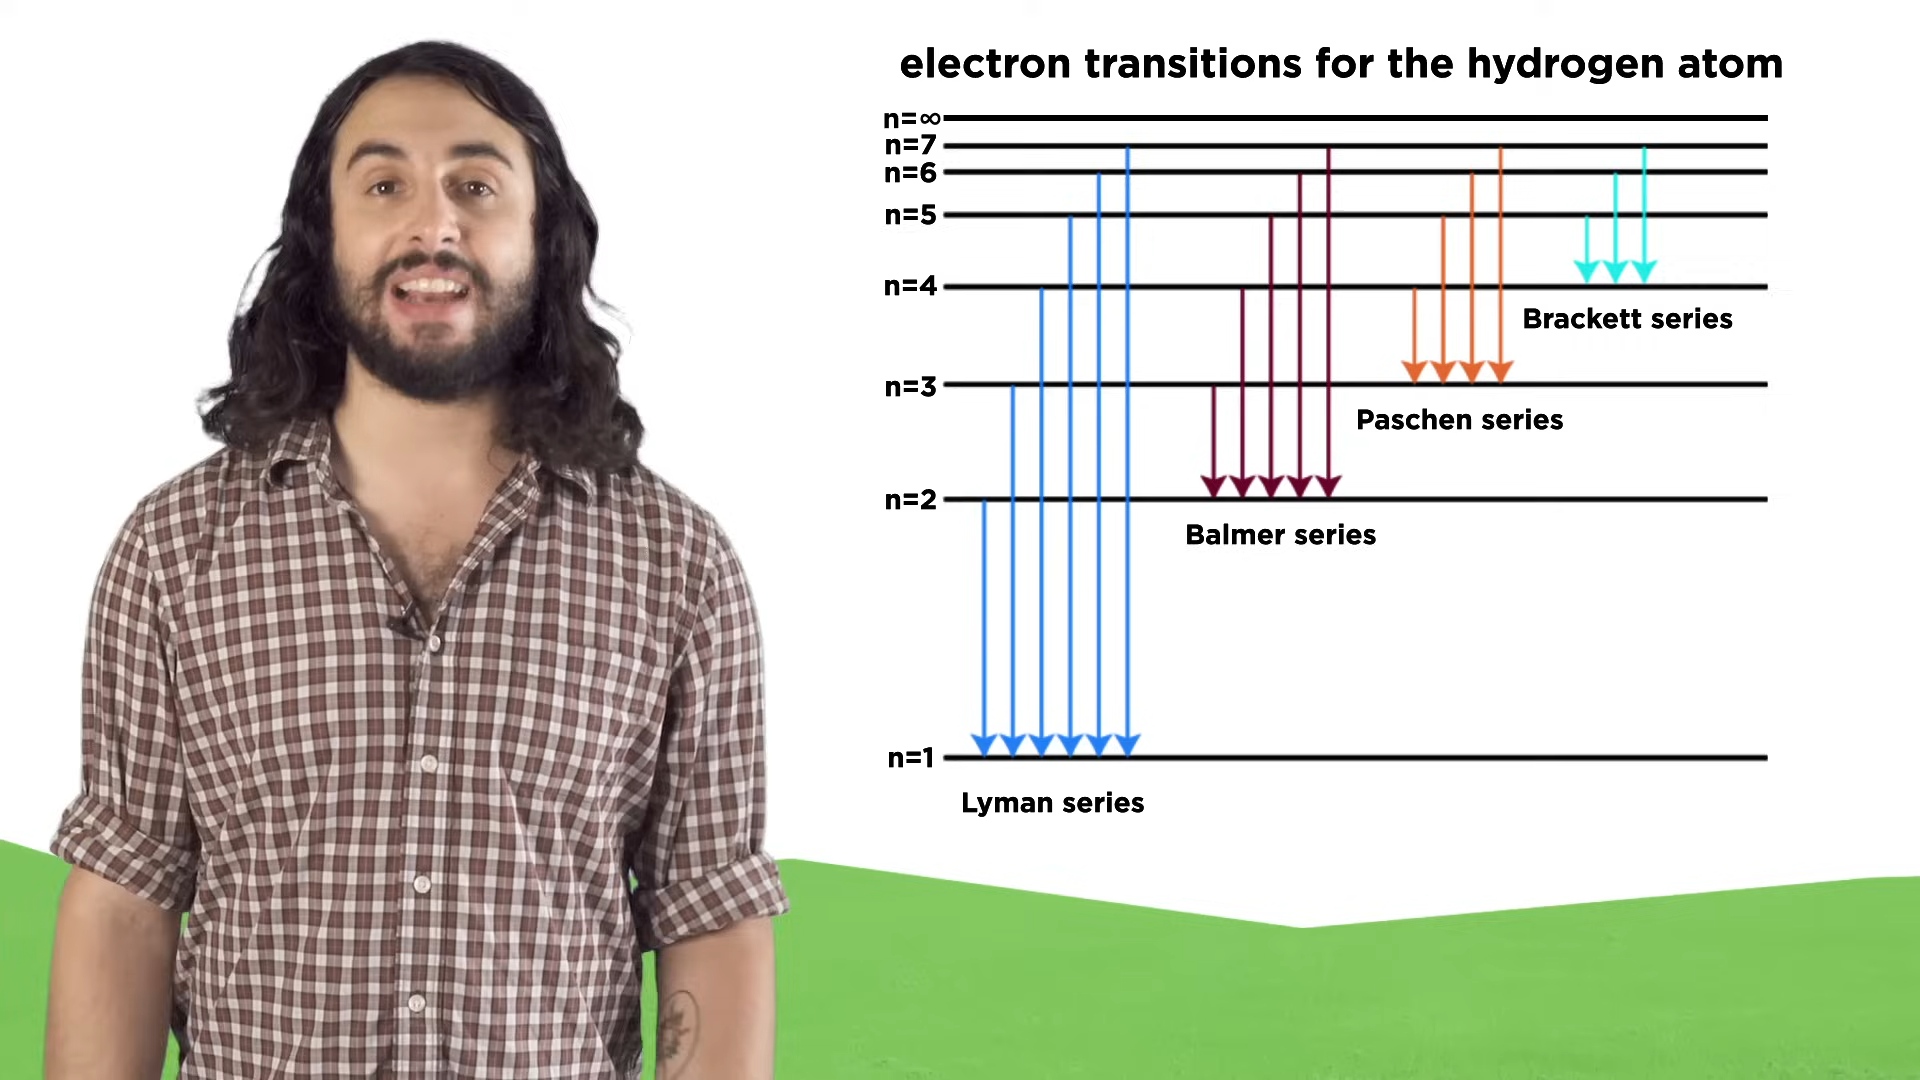 electron transitions for the hydrogen atom
n=∞
n=7
n=6
n=5
n=4
Brackett series
n=3
Paschen series
n=2
Balmer series
n=1
Lyman series